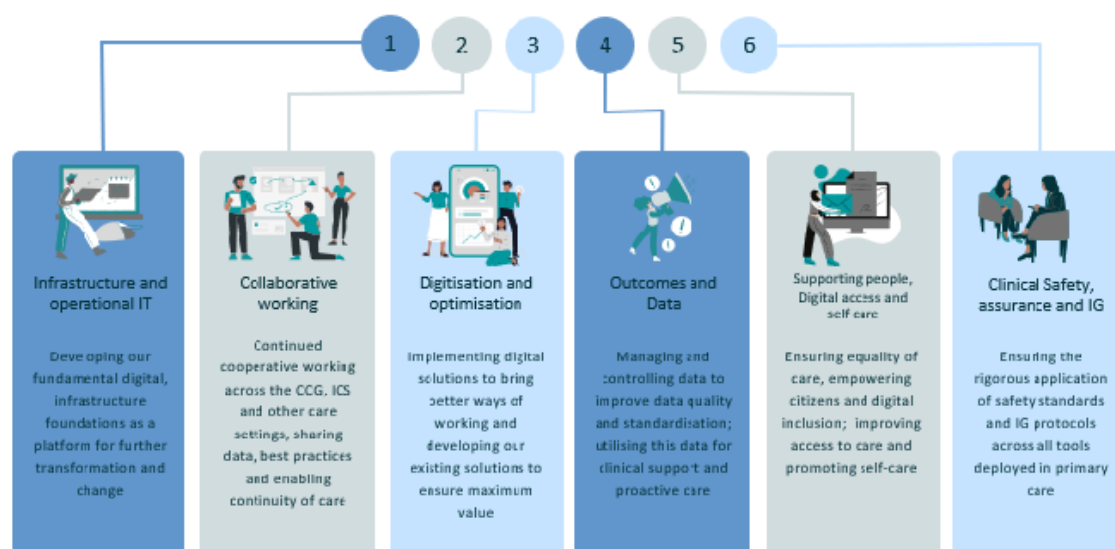 1
2
3
4
5
6
Infrastructure and
operational IT
Developing our
fundamental digital,
infrastructure
foundations as a
platform for further
transformation and
change
Collaborative
working
Continued
cooperative working
across the CCG, ICS
and other care
settings, sharing
data, best practices
and enabling
continuity of care
Digitisation and
optimisation
Implementing digital
solutions to bring
better ways of
working and
developing our
existing solutions to
ensure maximum
value
Outcomes and
Data
Managing and
controlling data to
improve data quality
and standardisation;
utilising this data for
clinical support and
proactive care
Supporting people,
Digital access and
self care
Ensuring equality of
care, empowering
citizens and digital
inclusion; improving
access to care and
promoting self-care
Clinical Safety,
assurance and IG
Ensuring the
rigorous application
of safety standards
and IG protocols
across all tools
deployed in primary
care